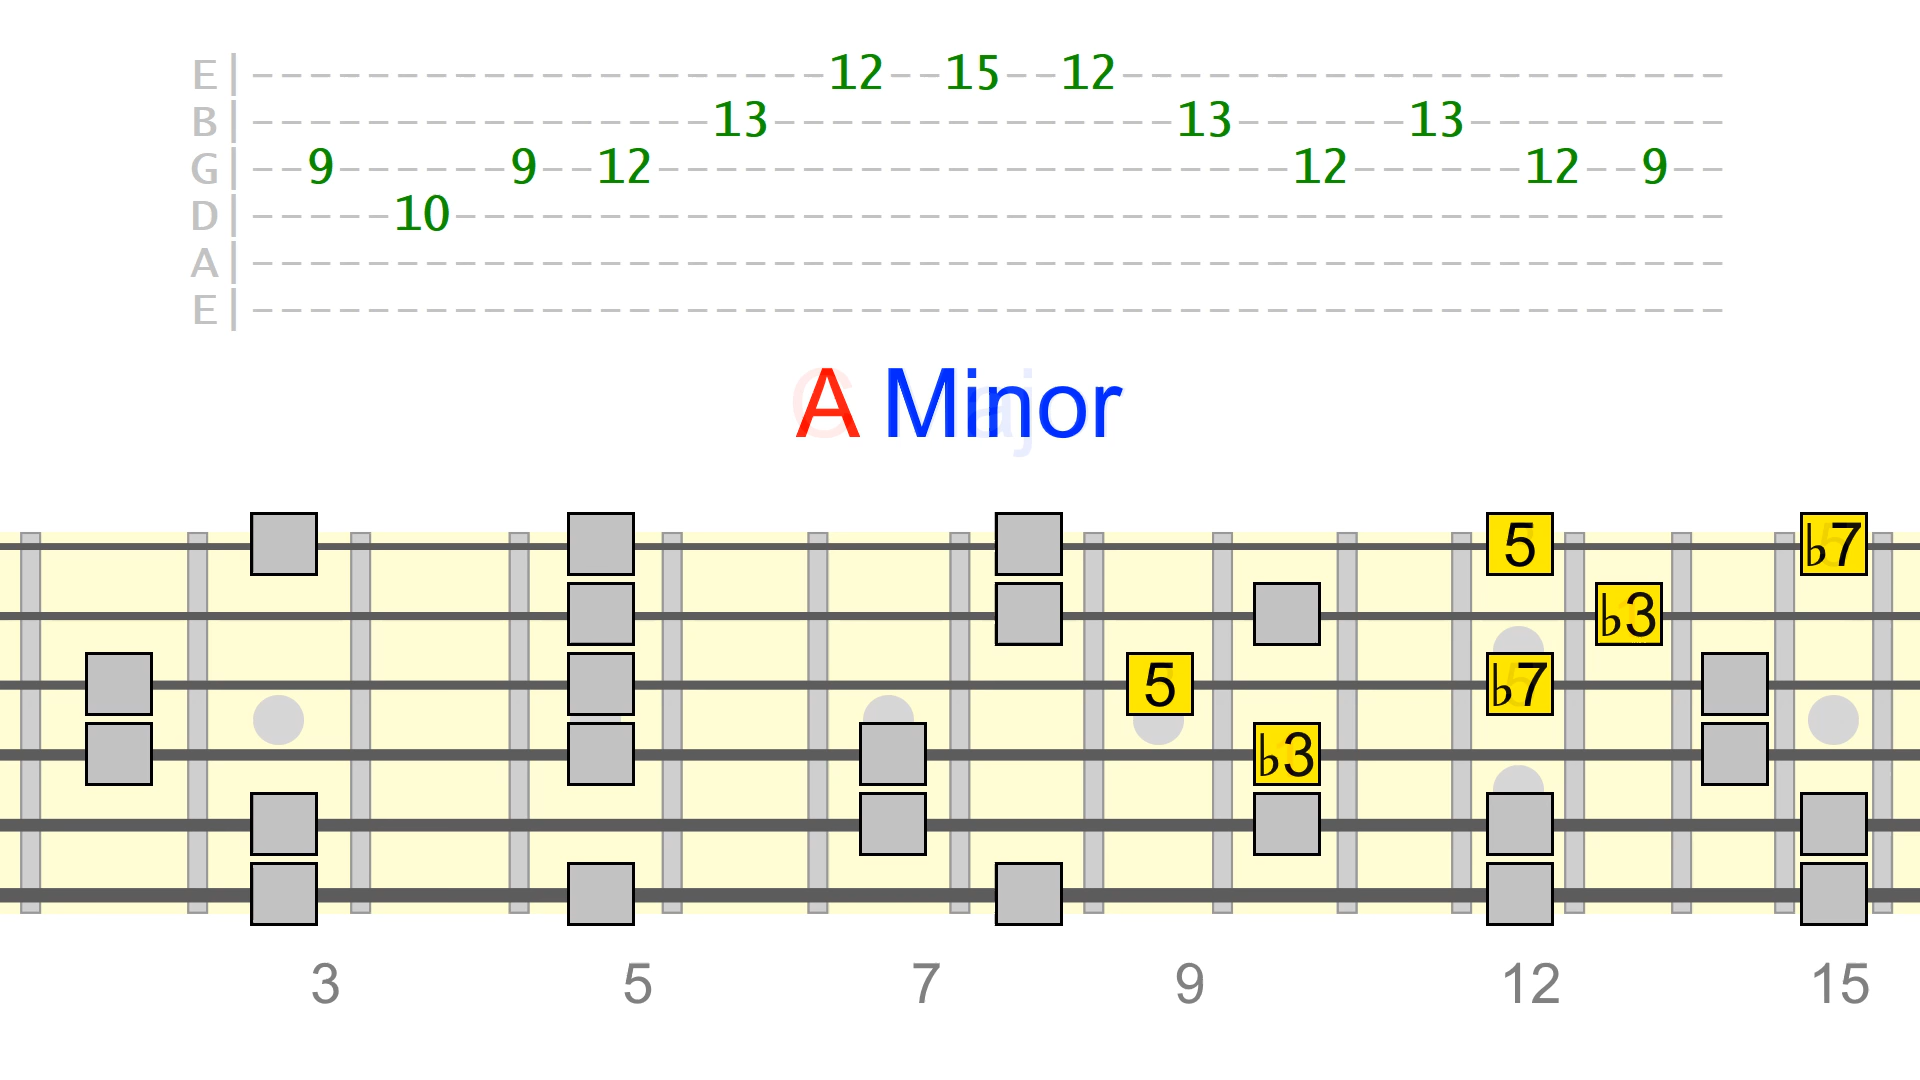 E|--------------------12--15--12---------------------
B|----------------13--------------13------13---------
G|--9------9--12----------------------12------12--9--
D|-----10--------------------------------------------
A|---------------------------------------------------
E|---------------------------------------------------
A Minor
5 ♭7
♭3
5 ♭7
♭3
3 5 7 9 12 15